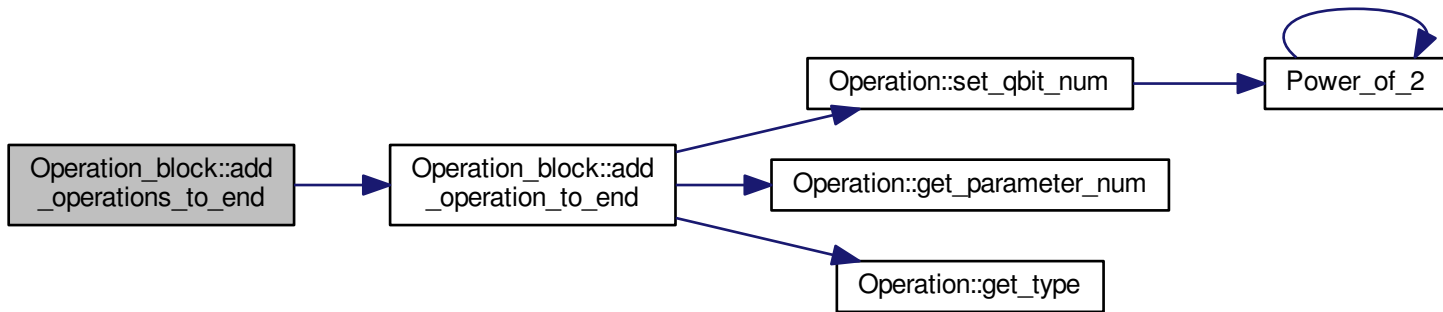 Operation_block::add
_operations_to_end
Operation_block::add
_operation_to_end
Operation::set_qbit_num
Power_of_2
Operation::get_parameter_num
Operation::get_type